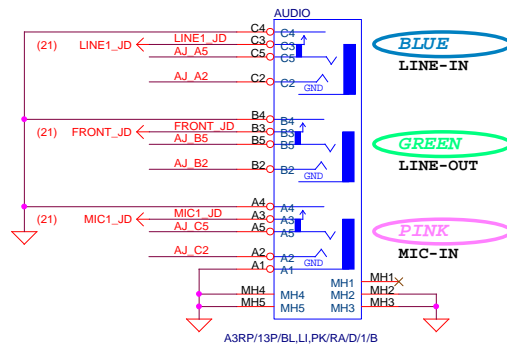 AUDIO
C4 C4
(21) LINE1_JD LINE1_JD C3 C3
AJ_A5 C5 C5
AJ_A2 C2 C2
GND
BLUE
LINE-IN
B4 B4
(21) FRONT_JD FRONT_JD B3 B3
AJ_B5 B5 B5
AJ_B2 B2 B2
GND
GREEN
LINE-OUT
A4 A4
(21) MIC1_JD MIC1_JD A3 A3
AJ_C5 A5 A5
AJ_C2 A2 A2
GND
A1 A1
PINK
MIC-IN
MH1 MH1
MH4 MH4 MH2 MH2
MH5 MH5 MH3 MH3
A3RP/13P/BL,LI,PK/RA/D/1/B